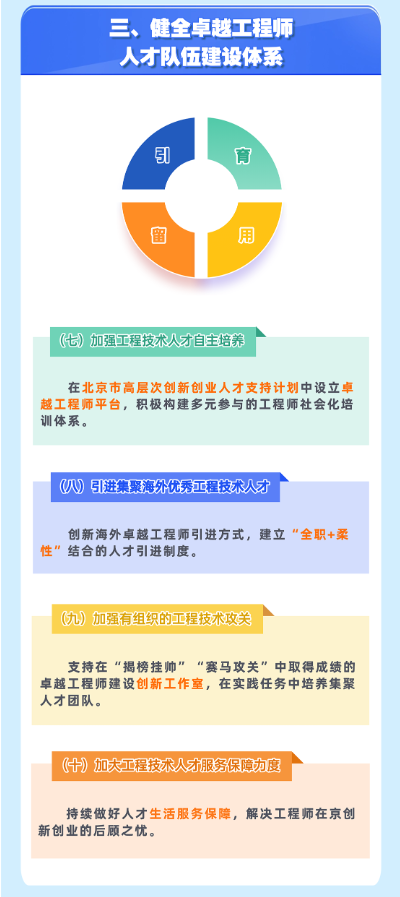 三、健全卓越工程师
人才队伍建设体系
引
育
留
用
（七）加强工程技术人才自主培养
在北京市高层次创新创业人才支持计划中设立卓
越工程师平台，积极构建多元参与的工程师社会化培
训体系。
（八）引进集聚海外优秀工程技术人才
创新海外卓越工程师引进方式，建立“全职+柔
性”结合的人才引进制度。
（九）加强有组织的工程技术攻关
支持在“揭榜挂帅”“赛马攻关”中取得成绩的
卓越工程师建设创新工作室，在实践任务中培养集聚
人才团队。
（十）加大工程技术人才服务保障力度
持续做好人才生活服务保障，解决工程师在京创
新创业的后顾之忧。